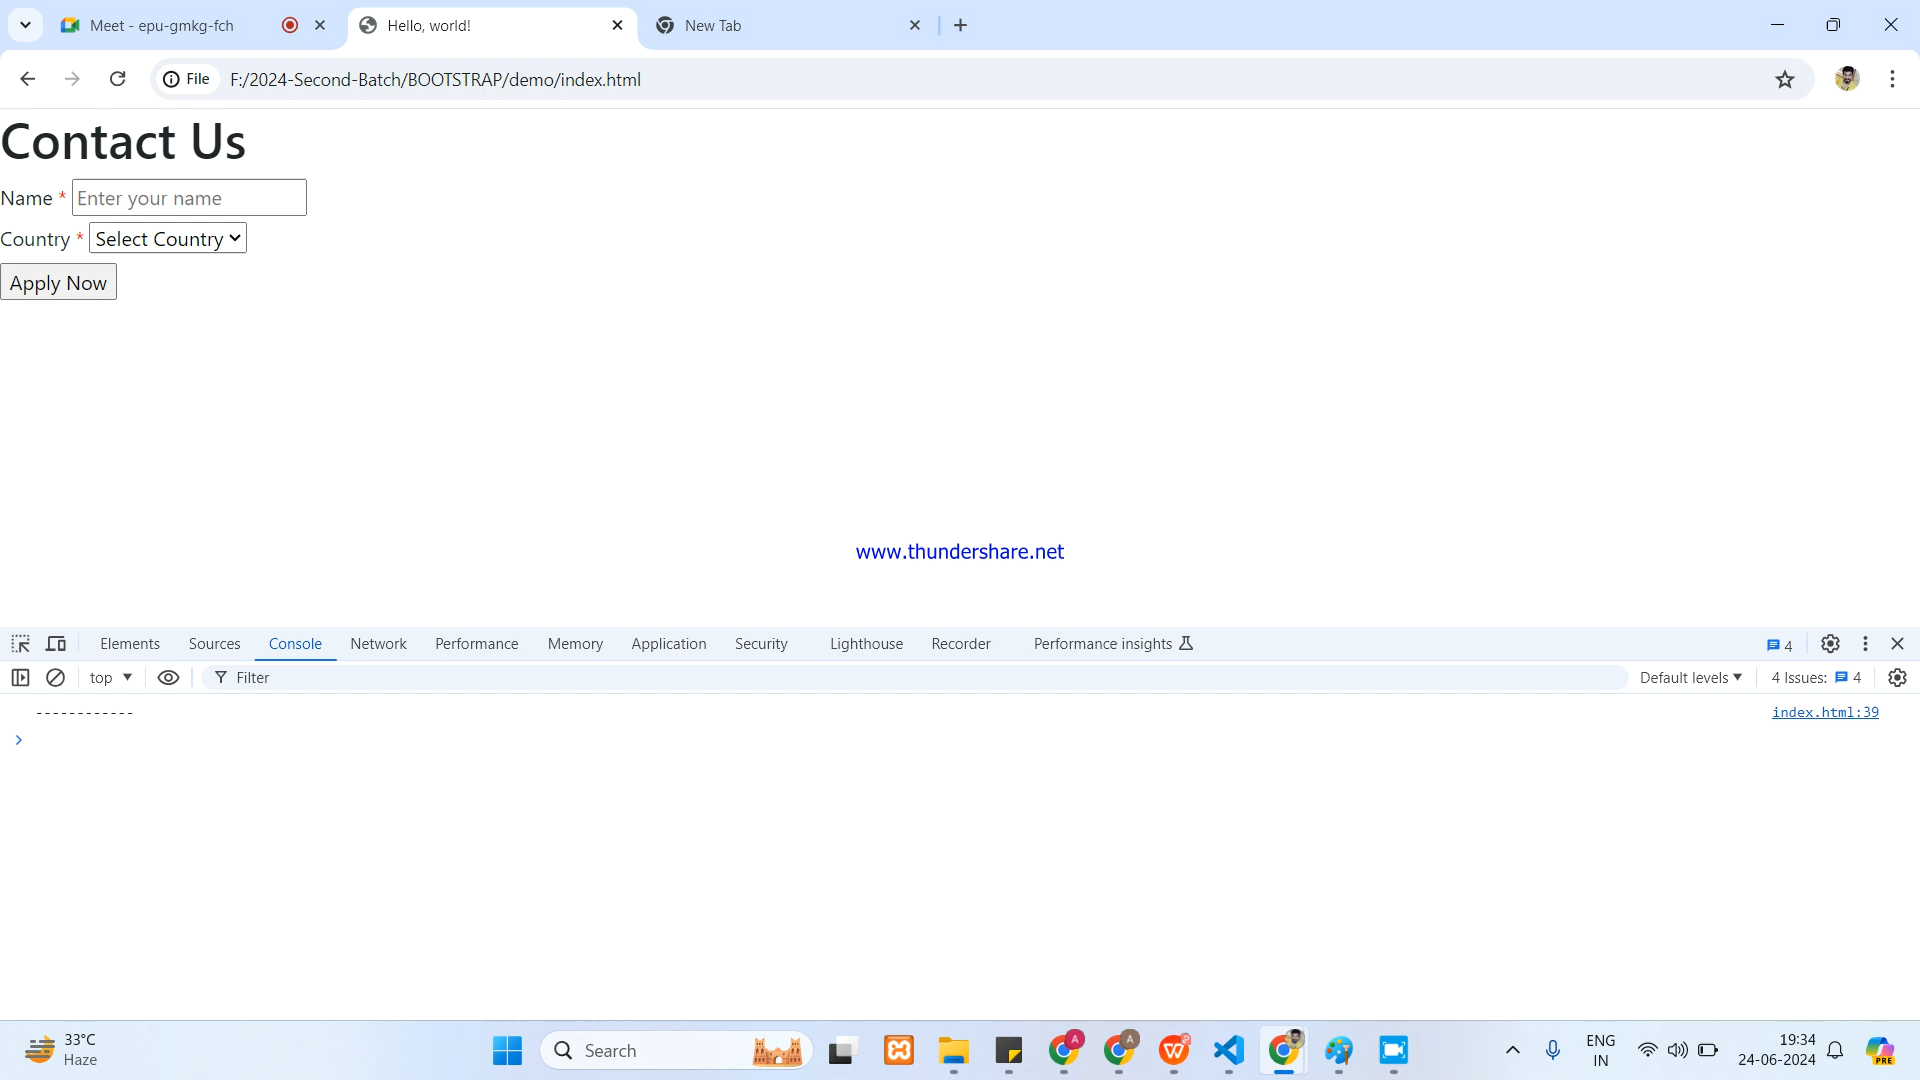 Meet - epu-gmkg-fch
Hello, world!
New Tab
File
F:/2024-Second-Batch/BOOTSTRAP/demo/index.html
Contact Us
Name * Enter your name
Country * Select Country
Apply Now
www.thundershare.net
Elements Sources Console Network Performance Memory Application Security Lighthouse Recorder Performance insights 4
top Filter Default levels 4 Issues: 4
------------ index.html:39
33°C
Haze
Search
A
A
ENG
IN
19:34
24-06-2024
PRE